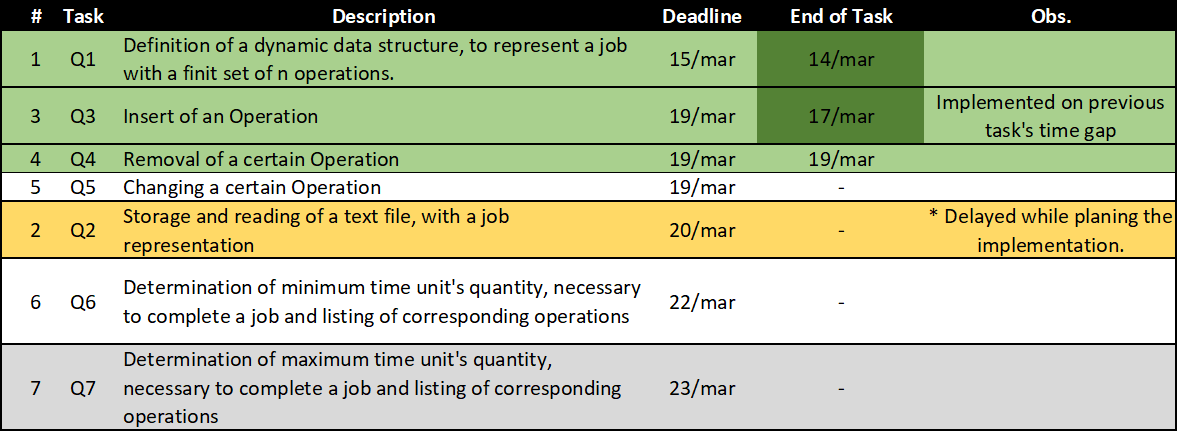 # Task Description Deadline End of Task Obs.
1 Q1 Definition of a dynamic data structure, to represent a job with a finit set of n operations. 15/mar 14/mar
3 Q3 Insert of an Operation 19/mar 17/mar Implemented on previous task's time gap
4 Q4 Removal of a certain Operation 19/mar 19/mar
5 Q5 Changing a certain Operation 19/mar -
2 Q2 Storage and reading of a text file, with a job representation 20/mar - * Delayed while planing the implementation.
6 Q6 Determination of minimum time unit's quantity, necessary to complete a job and listing of corresponding operations 22/mar -
7 Q7 Determination of maximum time unit's quantity, necessary to complete a job and listing of corresponding operations 23/mar -